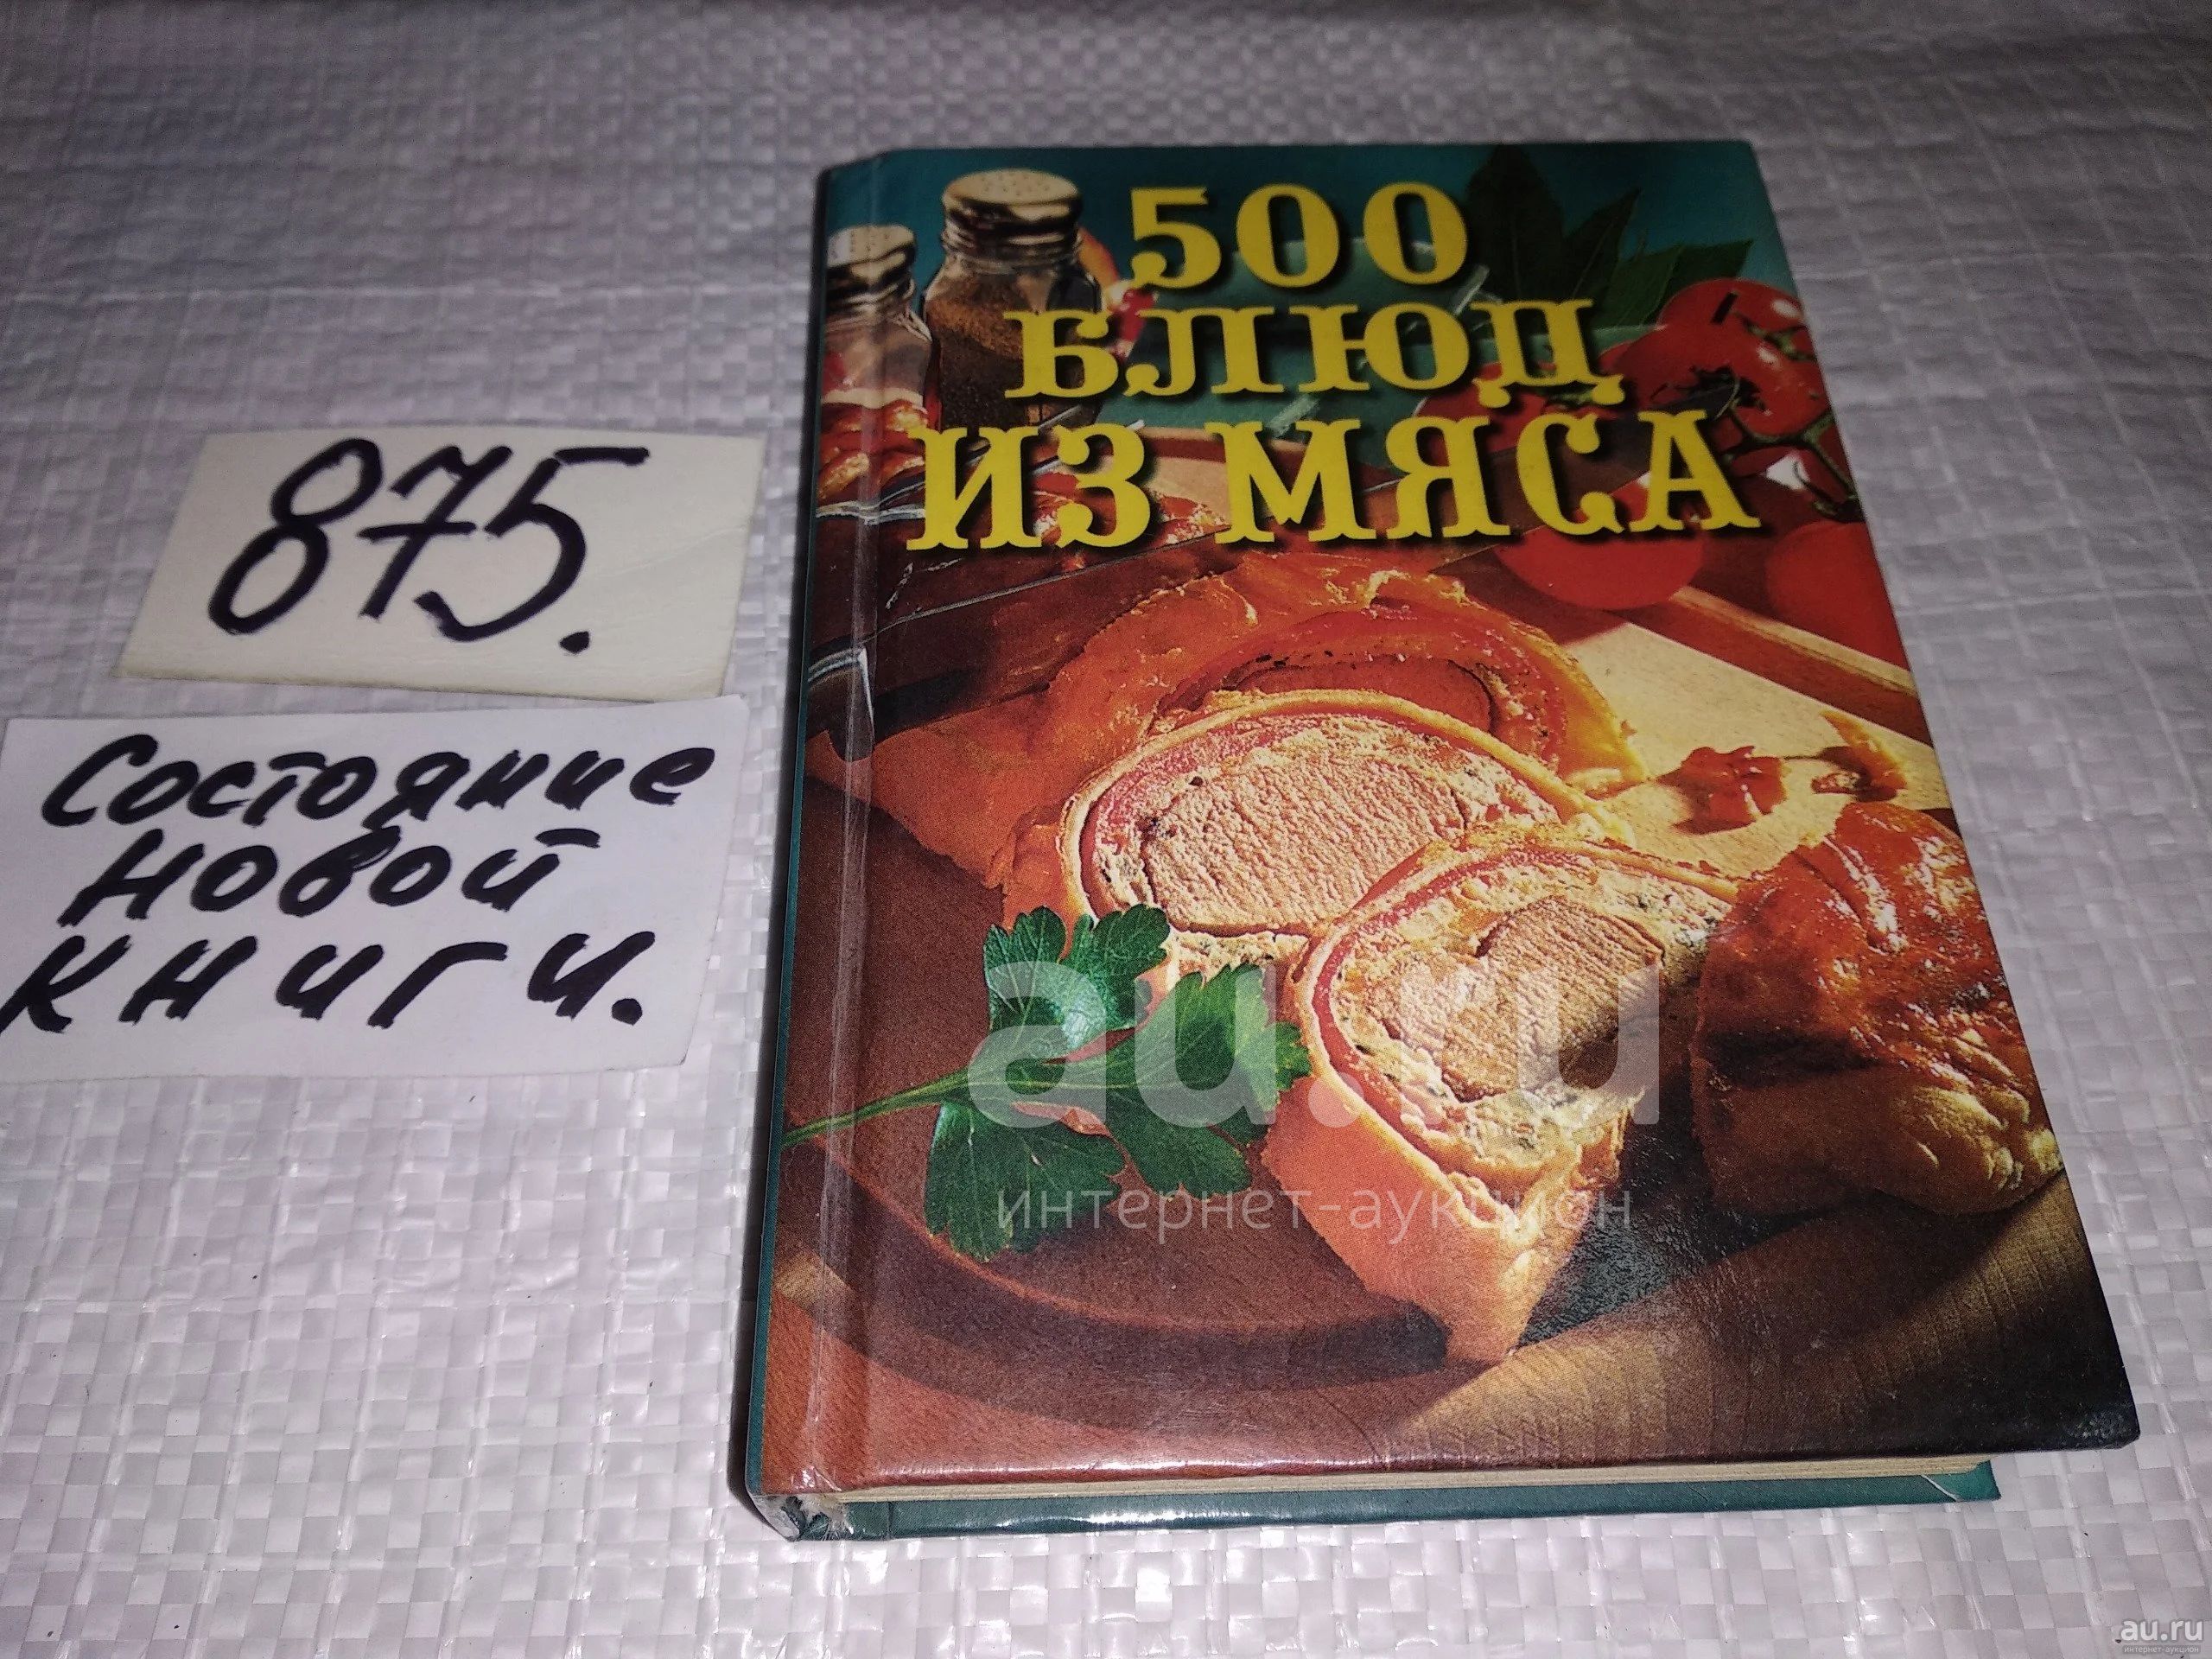 500
БЛЮД
ИЗ МЯСА
875.
Состояние
новой
книги.
au.ru
интернет-аукцион
au.ru
интернет-аукцион